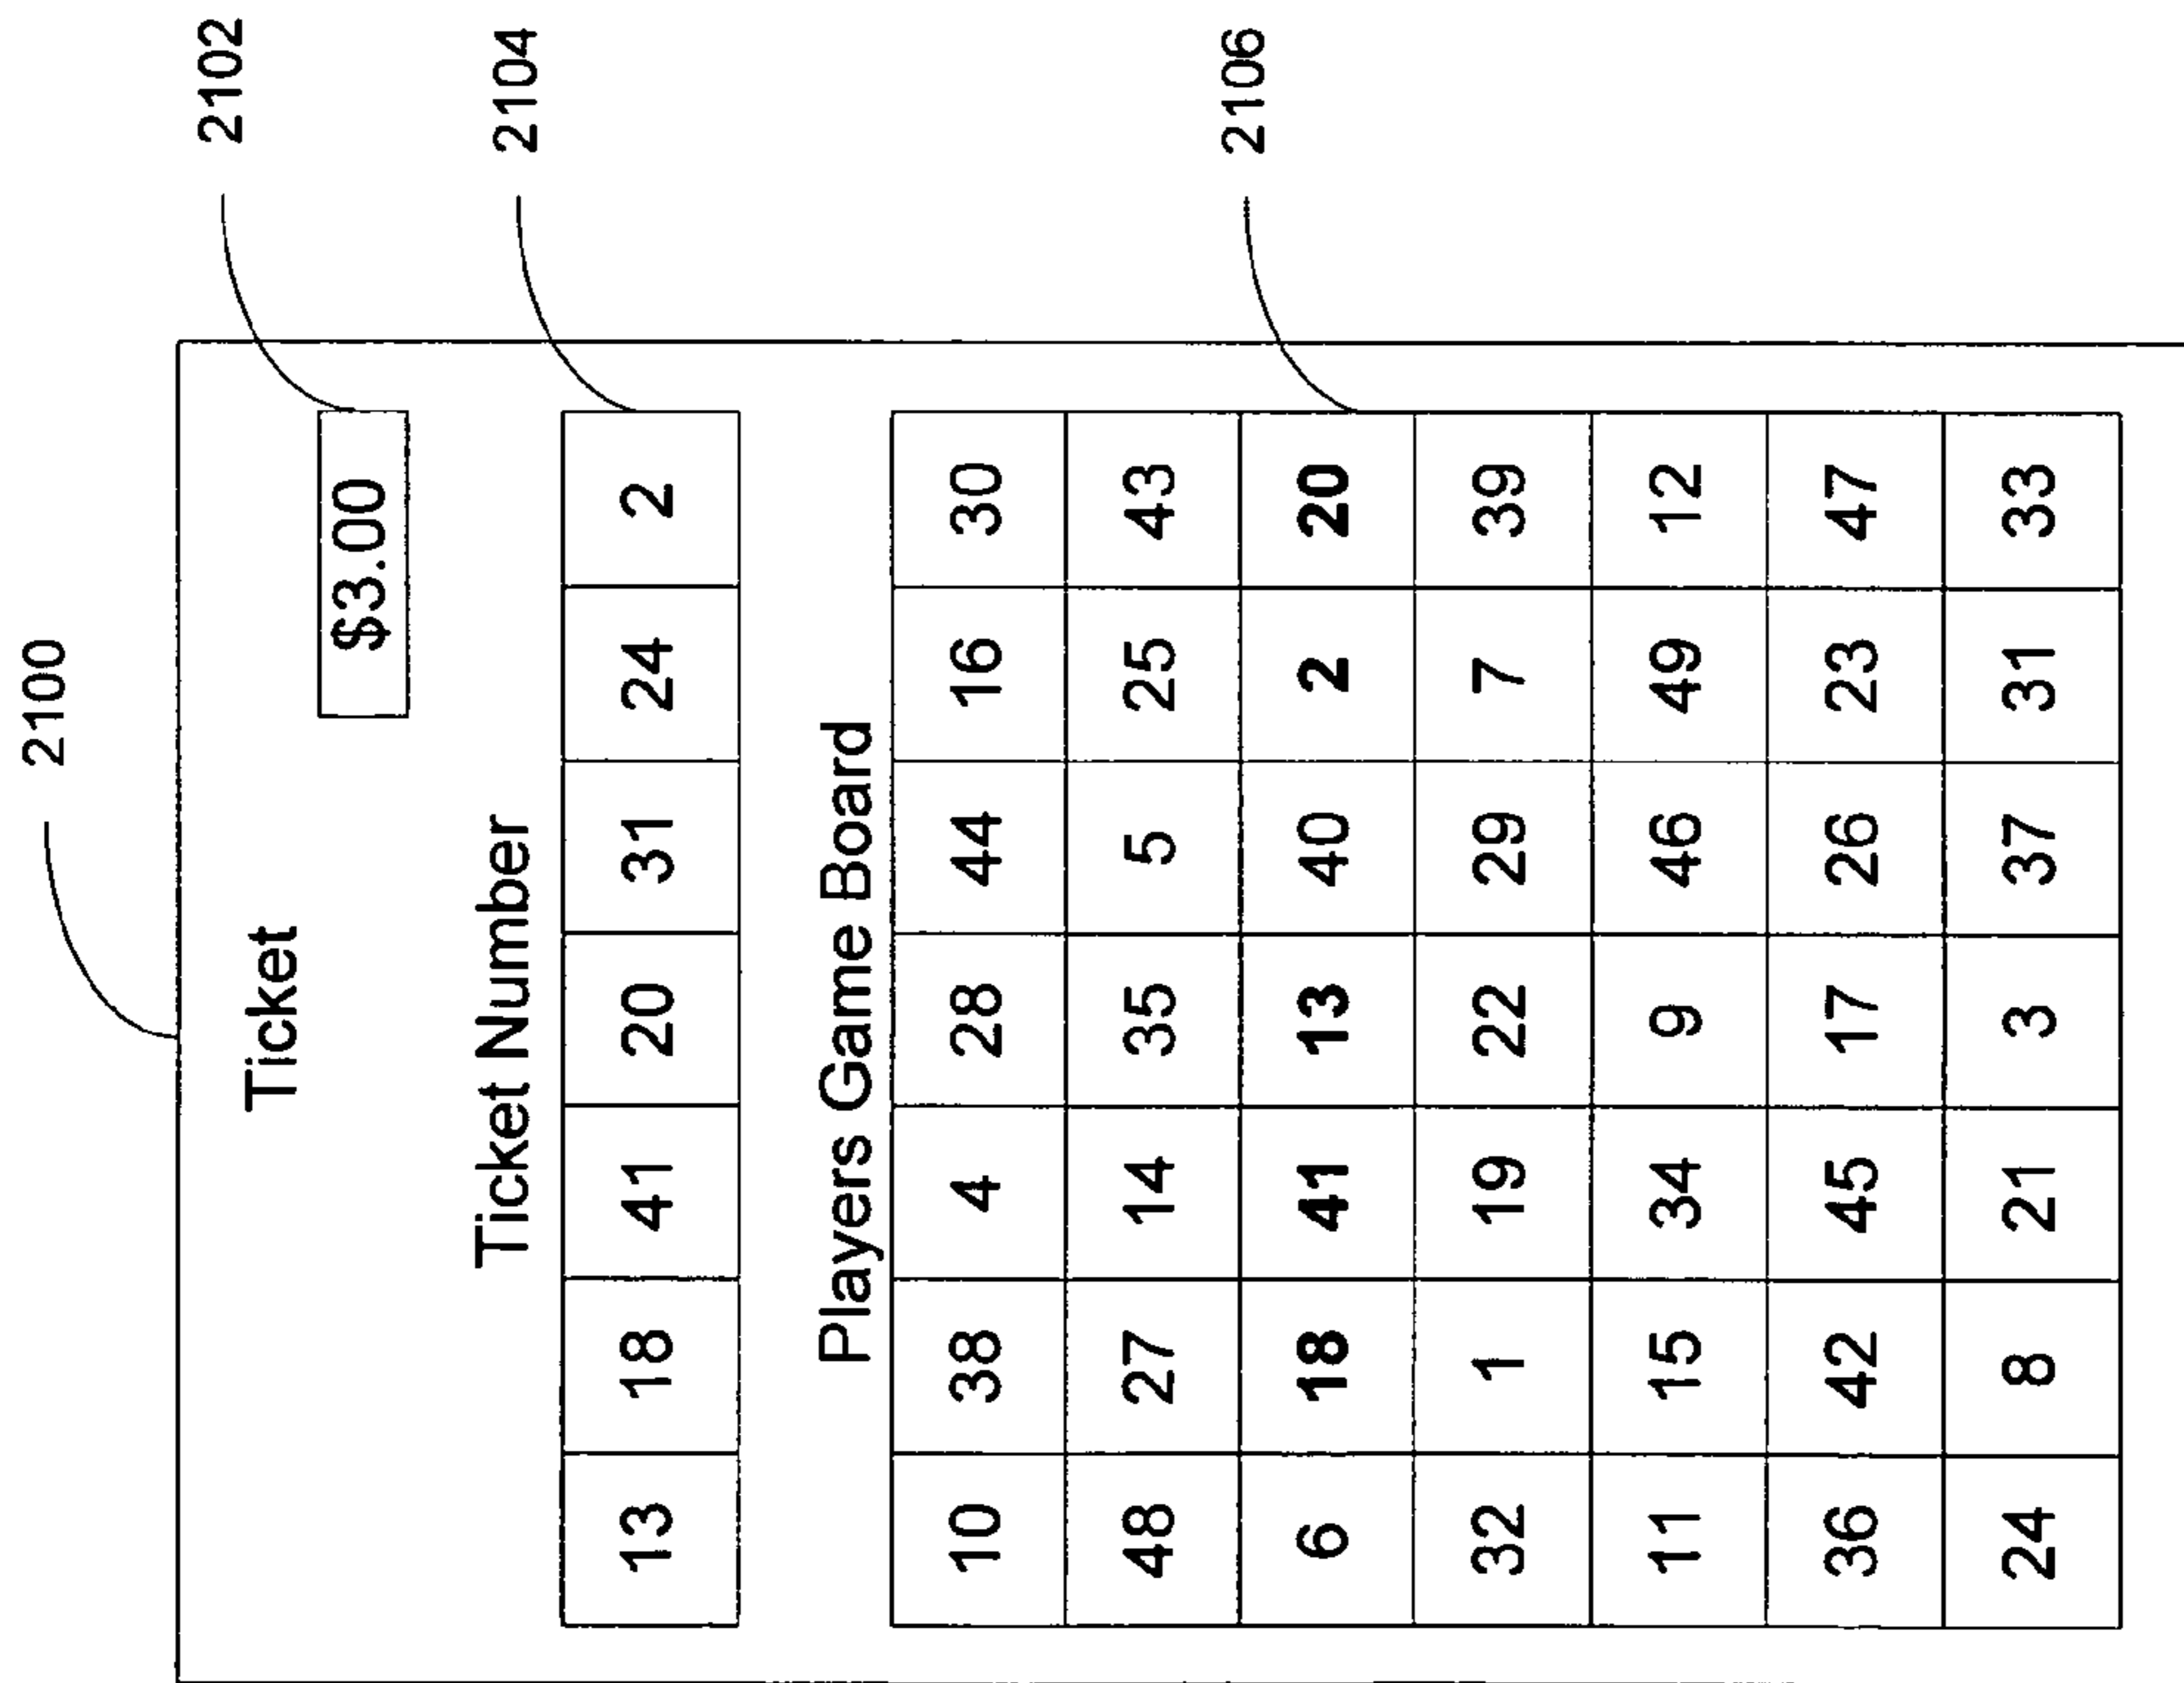 2100
2102
2104
2106
Ticket
$3.00
Ticket Number
13 18 41 20 31 24 2
Players Game Board
10 38 4 28 44 16 30
48 27 14 35 5 25 43
6 18 41 13 40 2 20
32 1 19 22 29 7 39
11 15 34 9 46 49 12
36 42 45 17 26 23 47
24 8 21 3 37 31 33